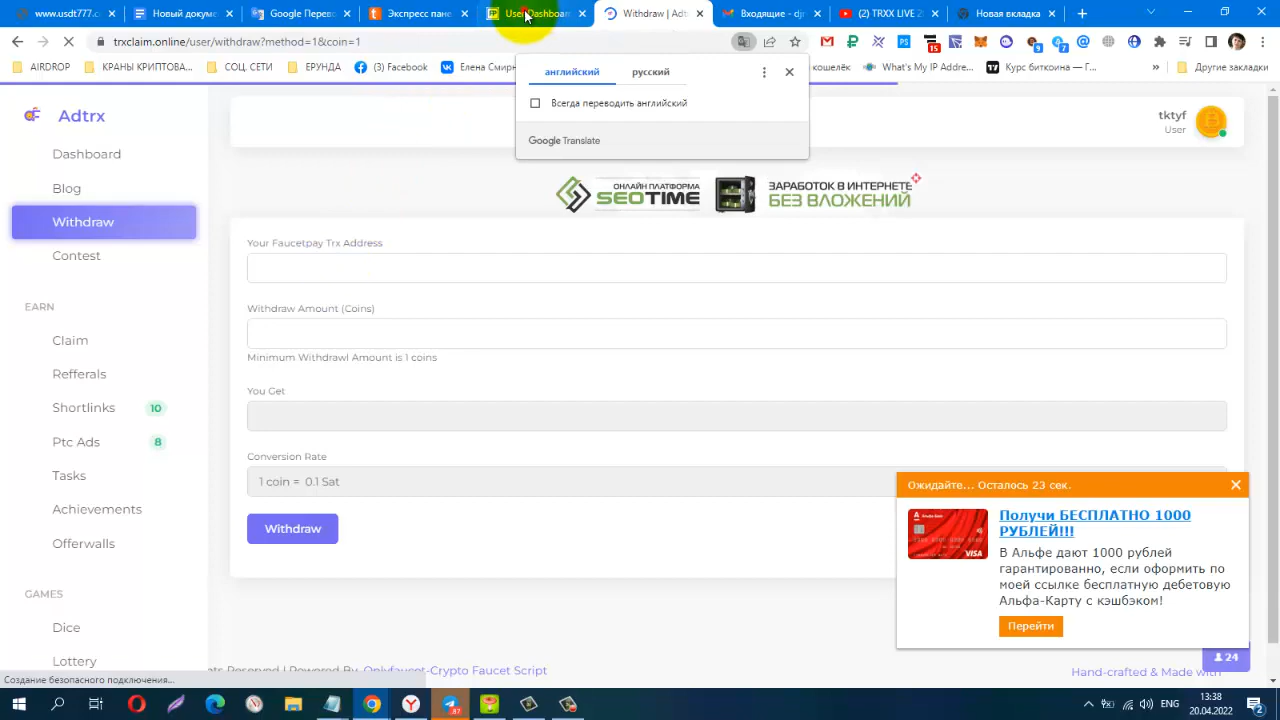 www.usdt777.co
Новый докумс
Google Перево
Экспресс пане
User Dashboan
Withdraw | Adt
Входящие - djr
(2) TRXX LIVE 2
Новая вкладка
trxclaim.online/user/withdraw?method=1&coin=1
AIRDROP
КРАНЫ КРИПТОВА...
СОЦ. СЕТИ
ЕРУНДА
(3) Facebook
Елена Смирн
кошелёк
What's My IP Addre...
Курс биткоина — Г...
»
Другие закладки
английский
русский
Всегда переводить английский
Google Translate
Adtrx
tktyf
User
Dashboard
Blog
Withdraw
Contest
EARN
Claim
Refferals
Shortlinks 10
Ptc Ads 8
Tasks
Achievements
Offerwalls
GAMES
Dice
Lottery
ОНЛАЙН ПЛАТФОРМА
SEOTIME
ЗАРАБОТОК В ИНТЕРНЕТЕ
БЕЗ ВЛОЖЕНИЙ
Your Faucetpay Trx Address
Withdraw Amount (Coins)
Minimum Withdrawl Amount is 1 coins
You Get
Conversion Rate
1 coin = 0.1 Sat
Withdraw
Ожидайте... Осталось 23 сек.
Получи БЕСПЛАТНО 1000
РУБЛЕЙ!!!
В Альфе дают 1000 рублей
гарантированно, если оформить по
моей ссылке бесплатную дебетовую
Альфа-Карту с кэшбэком!
Перейти
VISA
24
nts Reserved | Powered By Onlyfaucet-Crypto Faucet Script
Hand-crafted & Made with
Создание безопасного подключения...
ENG
13:38
20.04.2022